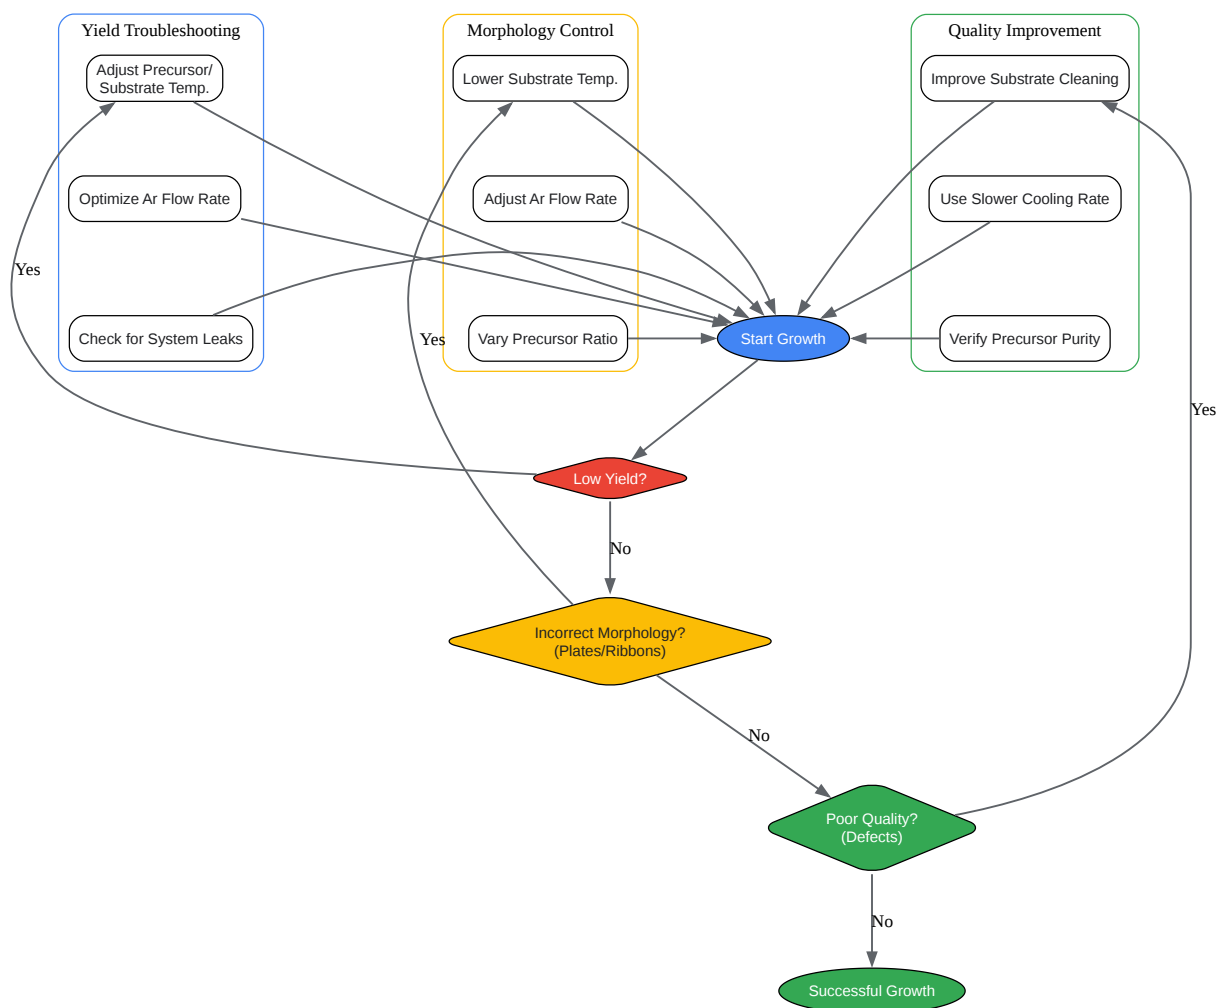 Yield Troubleshooting
Morphology Control
Quality Improvement
Adjust Precursor/
Substrate Temp.
Lower Substrate Temp.
Improve Substrate Cleaning
Optimize Ar Flow Rate
Adjust Ar Flow Rate
Use Slower Cooling Rate
Yes
Check for System Leaks
Yes
Vary Precursor Ratio
Start Growth
Verify Precursor Purity
Yes
Low Yield?
No
Incorrect Morphology?
(Plates/Ribbons)
No
Poor Quality?
(Defects)
No
Successful Growth